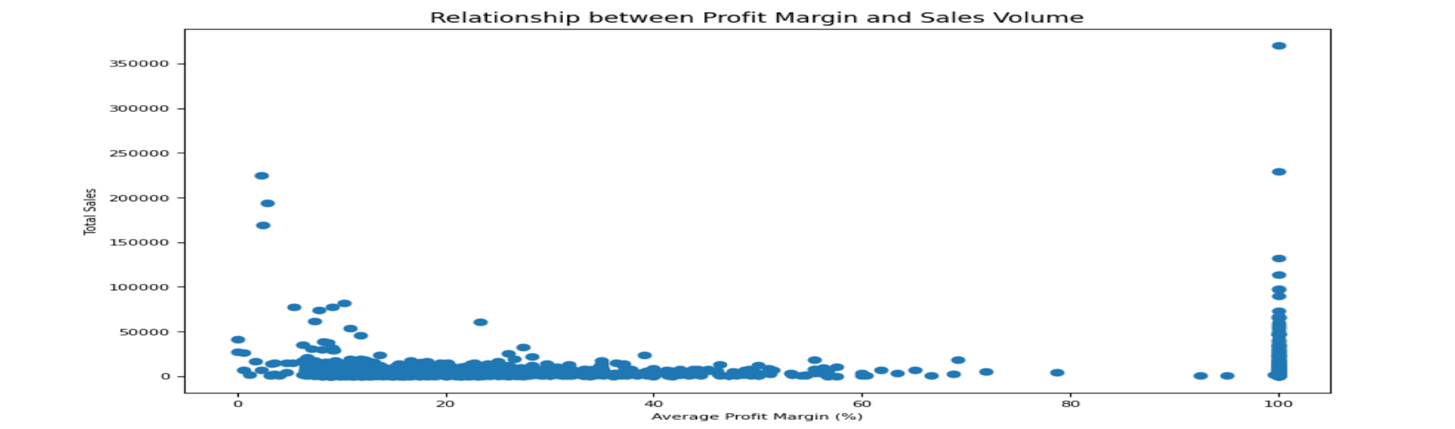 Relationship between Profit Margin and Sales Volume
350000
300000
250000
200000
150000
100000
50000
0
Total Sales
0 20 40 60 80 100
Average Profit Margin (%)